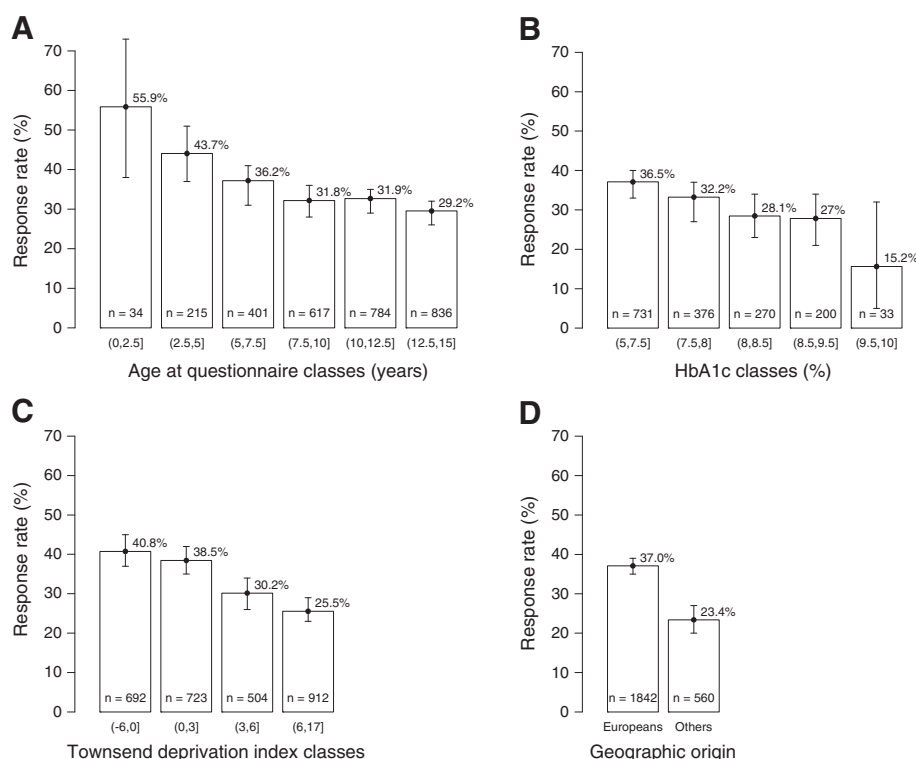 A
Response rate (%)
70
60
50
40
30
20
10
0
55.9%
43.7%
36.2%
31.8%
31.9%
29.2%
n = 34
n = 215
n = 401
n = 617
n = 784
n = 836
(0,2.5]
(2.5,5]
(5,7.5]
(7.5,10]
(10,12.5]
(12.5,15]
Age at questionnaire classes (years)
B
Response rate (%)
70
60
50
40
30
20
10
0
36.5%
32.2%
28.1%
27%
15.2%
n = 731
n = 376
n = 270
n = 200
n = 33
(5,7.5]
(7.5,8]
(8,8.5]
(8.5,9.5]
(9.5,10]
HbA1c classes (%)
C
Response rate (%)
70
60
50
40
30
20
10
0
40.8%
38.5%
30.2%
25.5%
n = 692
n = 723
n = 504
n = 912
(-6,0]
(0,3]
(3,6]
(6,17]
Townsend deprivation index classes
D
Response rate (%)
70
60
50
40
30
20
10
0
37.0%
23.4%
n = 1842
n = 560
Europeans
Others
Geographic origin